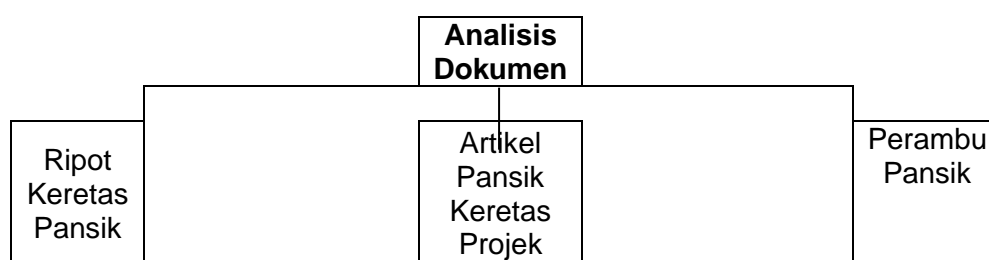 Analisis
Dokumen
Ripot
Keretas
Pansik
Artikel
Pansik
Keretas
Projek
Perambu
Pansik